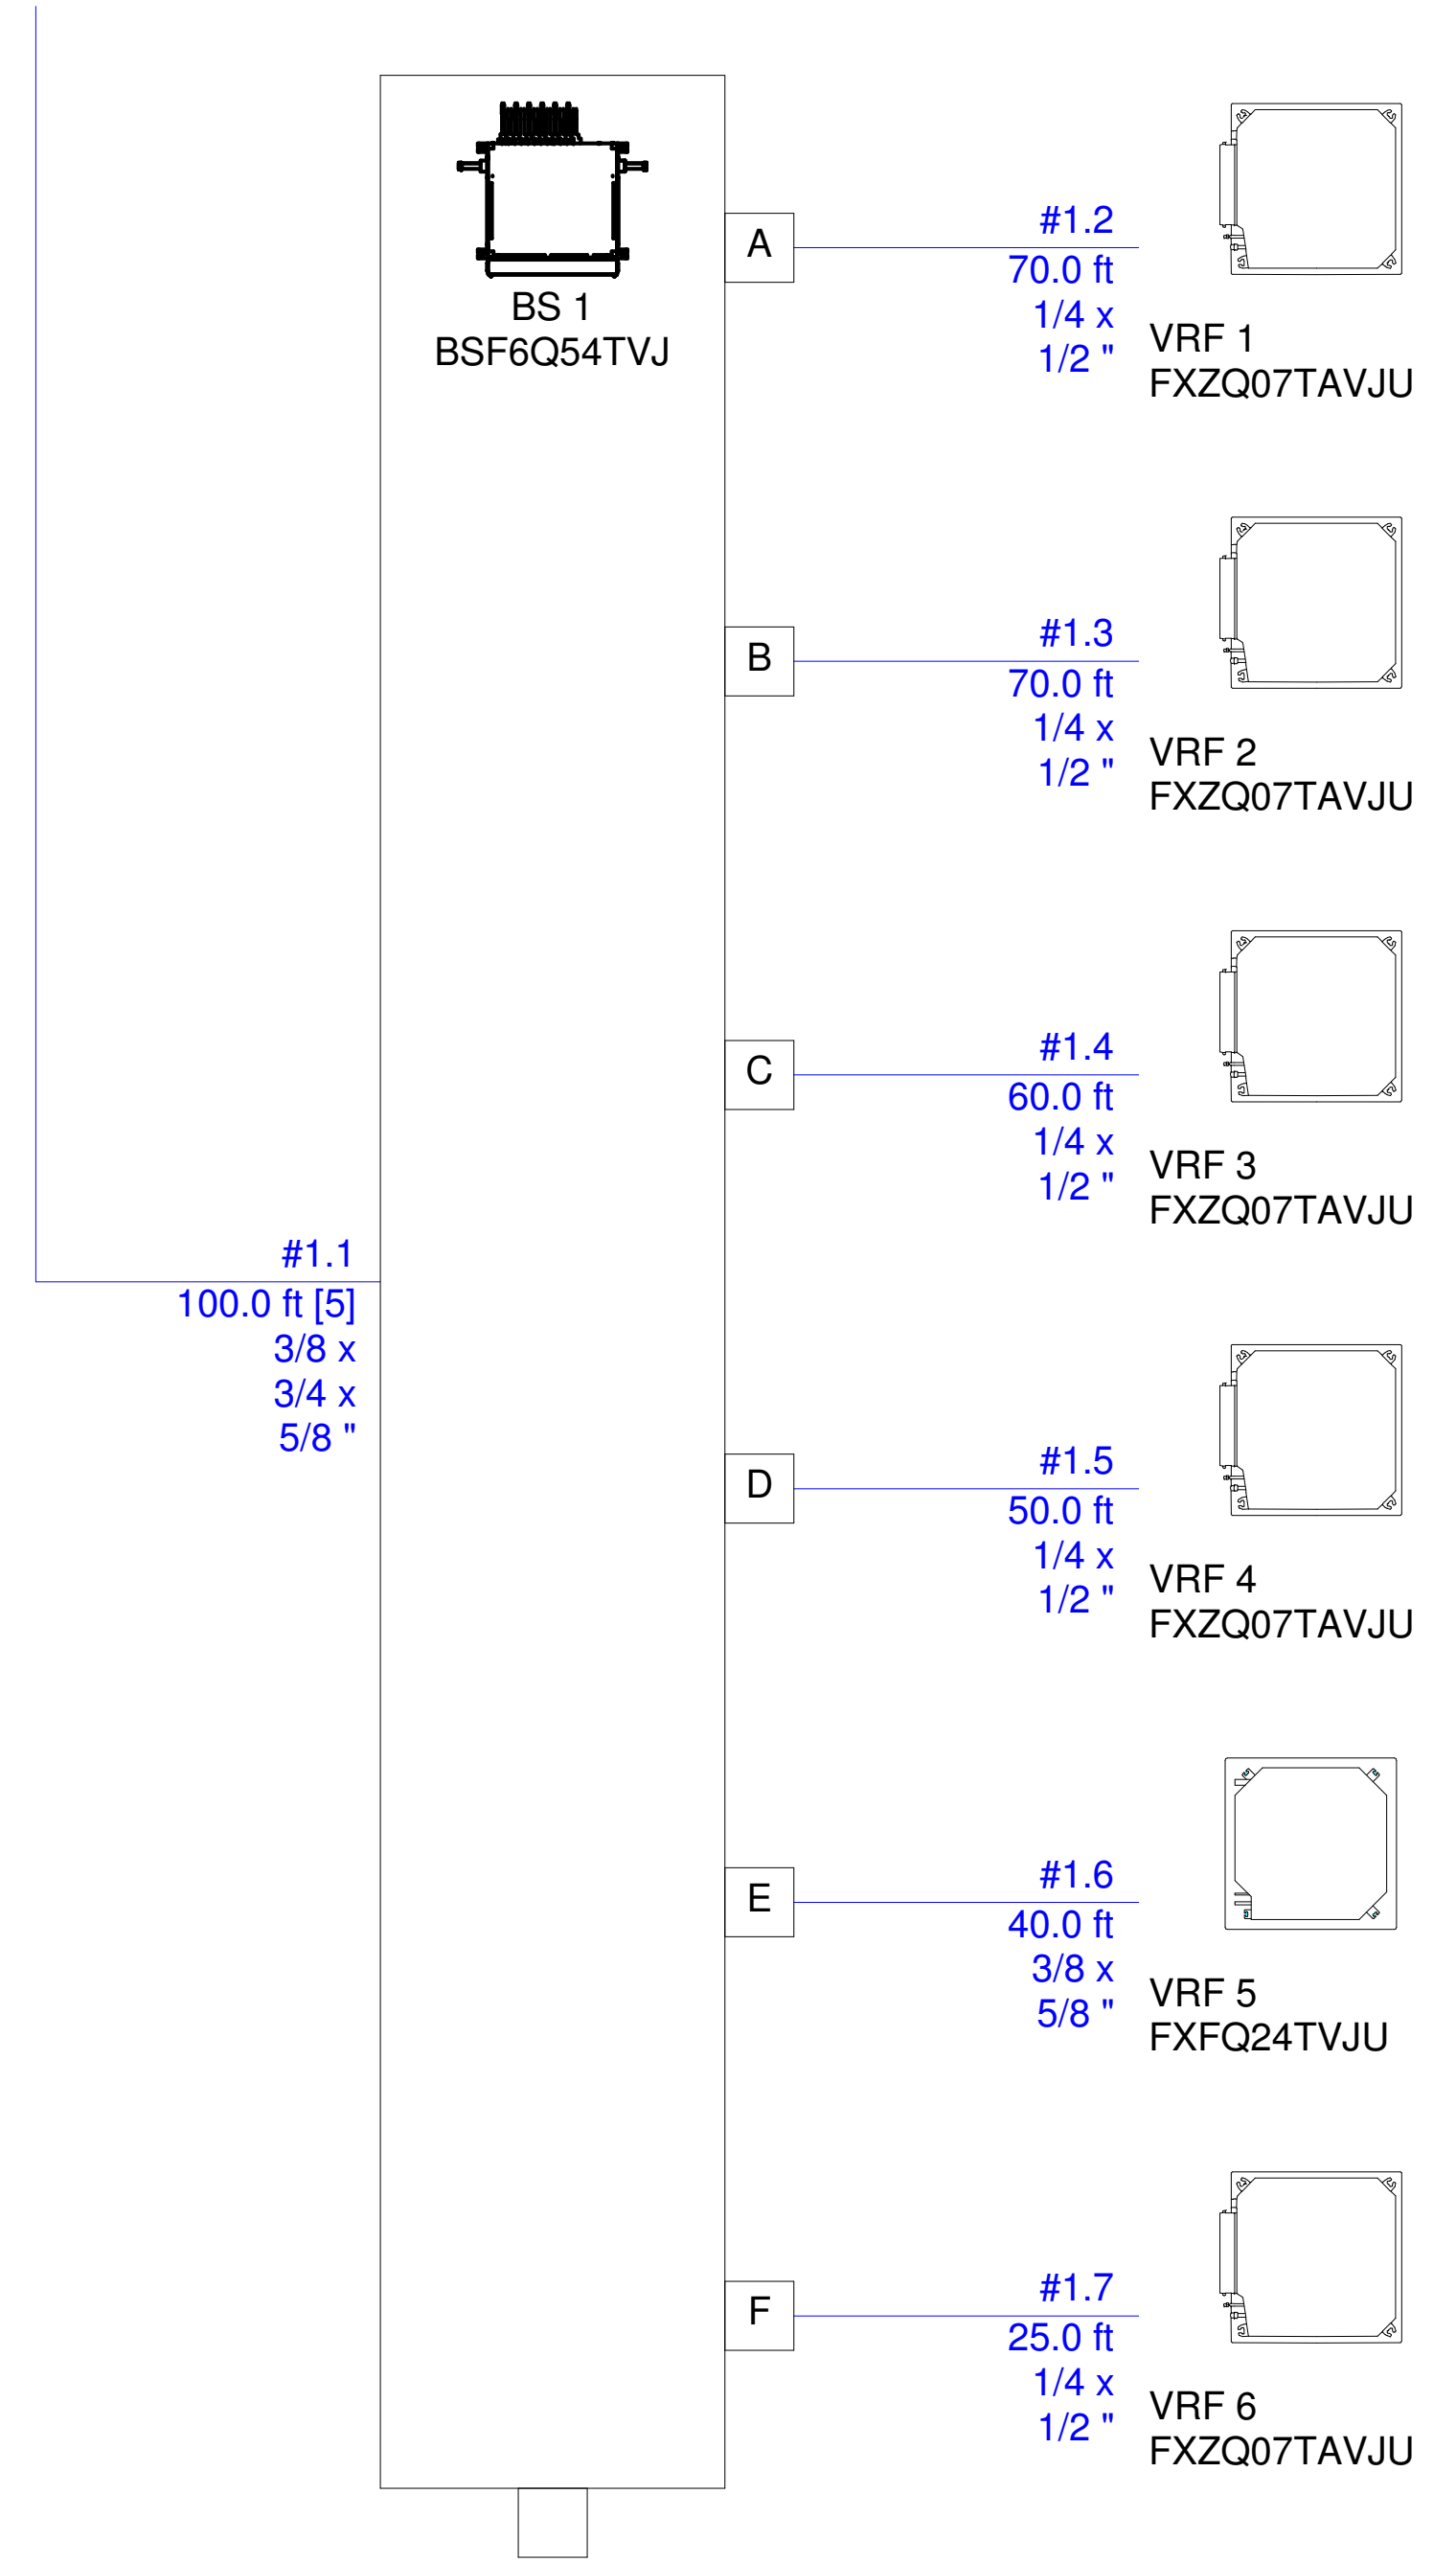 BS 1
BSF6Q54TVJ
A
#1.2
70.0 ft
1/4 x
1/2 "
VRF 1
FXZQ07TAVJU
B
#1.3
70.0 ft
1/4 x
1/2 "
VRF 2
FXZQ07TAVJU
C
#1.4
60.0 ft
1/4 x
1/2 "
VRF 3
FXZQ07TAVJU
#1.1
100.0 ft [5]
3/8 x
3/4 x
5/8 "
D
#1.5
50.0 ft
1/4 x
1/2 "
VRF 4
FXZQ07TAVJU
E
#1.6
40.0 ft
3/8 x
5/8 "
VRF 5
FXFQ24TVJU
F
#1.7
25.0 ft
1/4 x
1/2 "
VRF 6
FXZQ07TAVJU